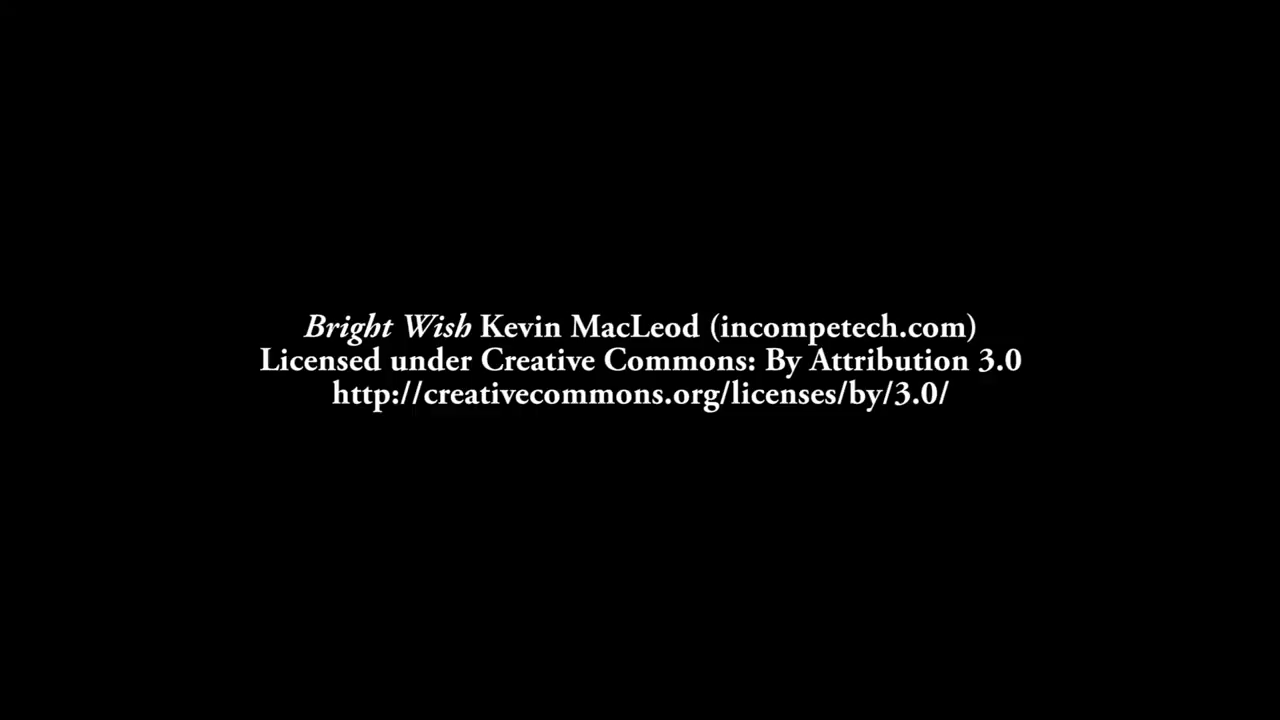 Bright Wish Kevin MacLeod (incompetech.com)
Licensed under Creative Commons: By Attribution 3.0
http://creativecommons.org/licenses/by/3.0/